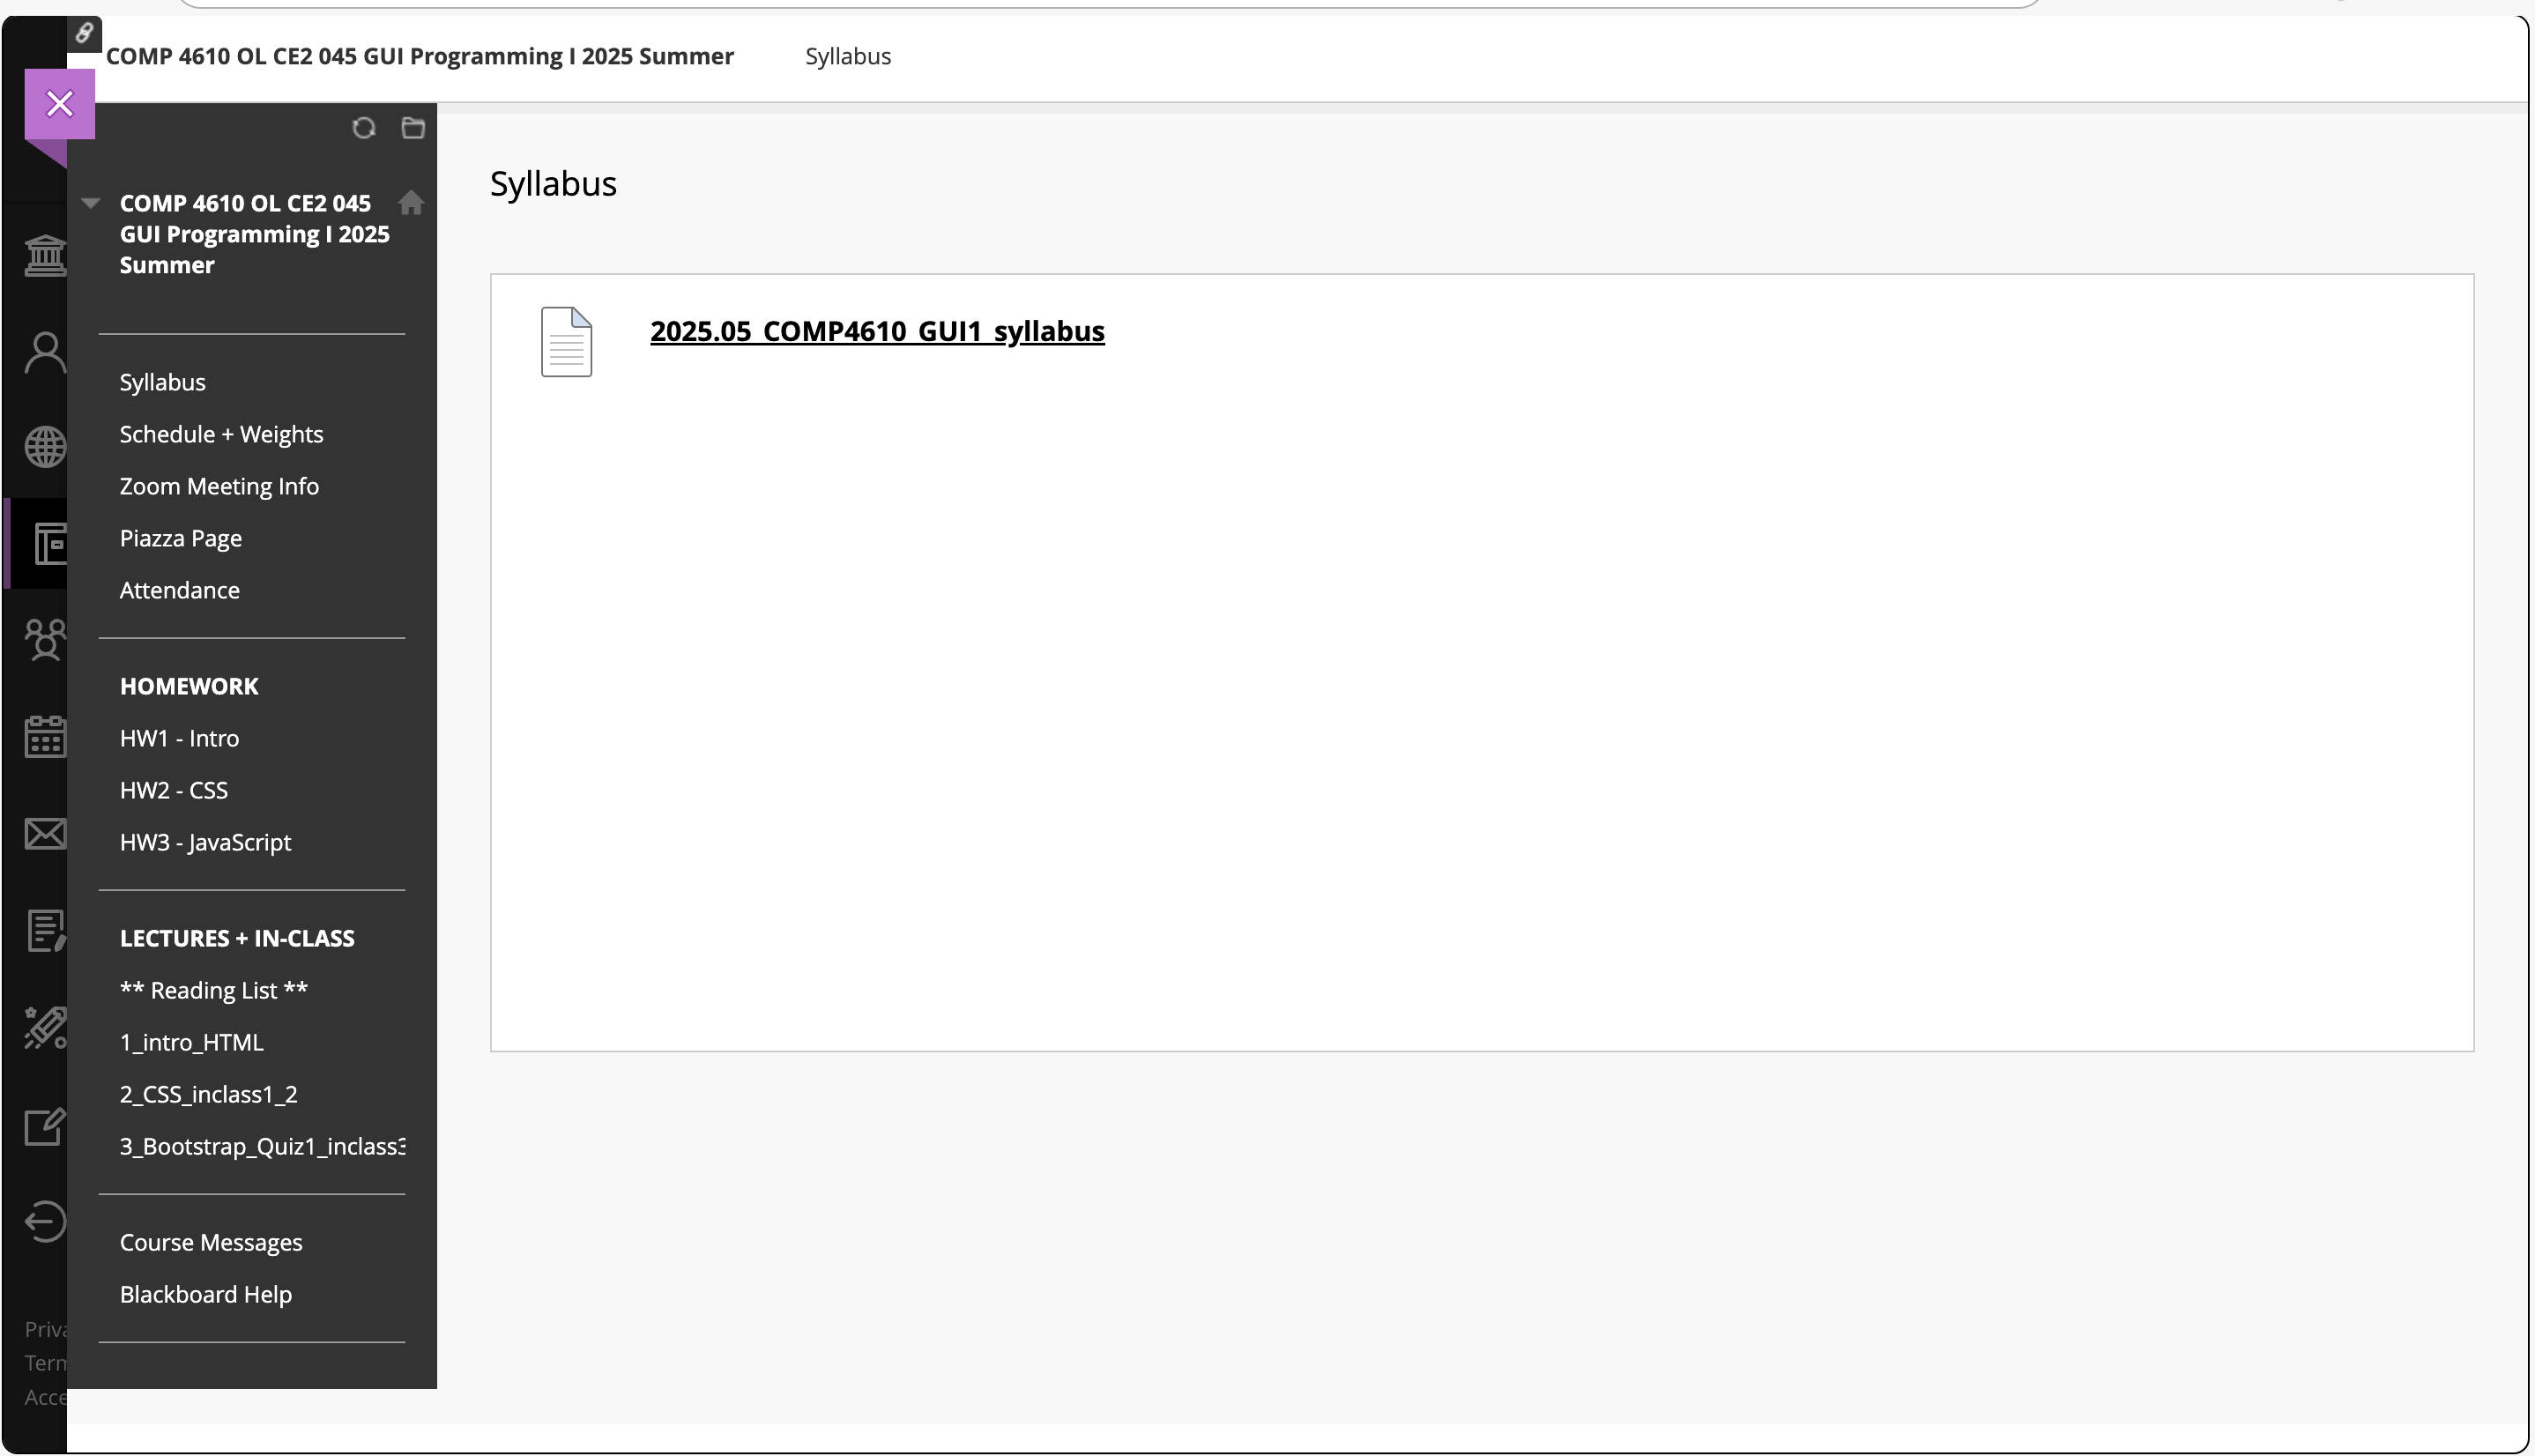 COMP 4610 OL CE2 045 GUI Programming I 2025 Summer
Syllabus
COMP 4610 OL CE2 045
GUI Programming I 2025
Summer
Syllabus
Schedule + Weights
Zoom Meeting Info
Piazza Page
Attendance
HOMEWORK
HW1 - Intro
HW2 - CSS
HW3 - JavaScript
LECTURES + IN-CLASS
** Reading List **
1_intro_HTML
2_CSS_inclass1_2
3_Bootstrap_Quiz1_inclass3
Course Messages
Blackboard Help
Priva
Term
Acce
Syllabus
2025.05_COMP4610_GUI1_syllabus